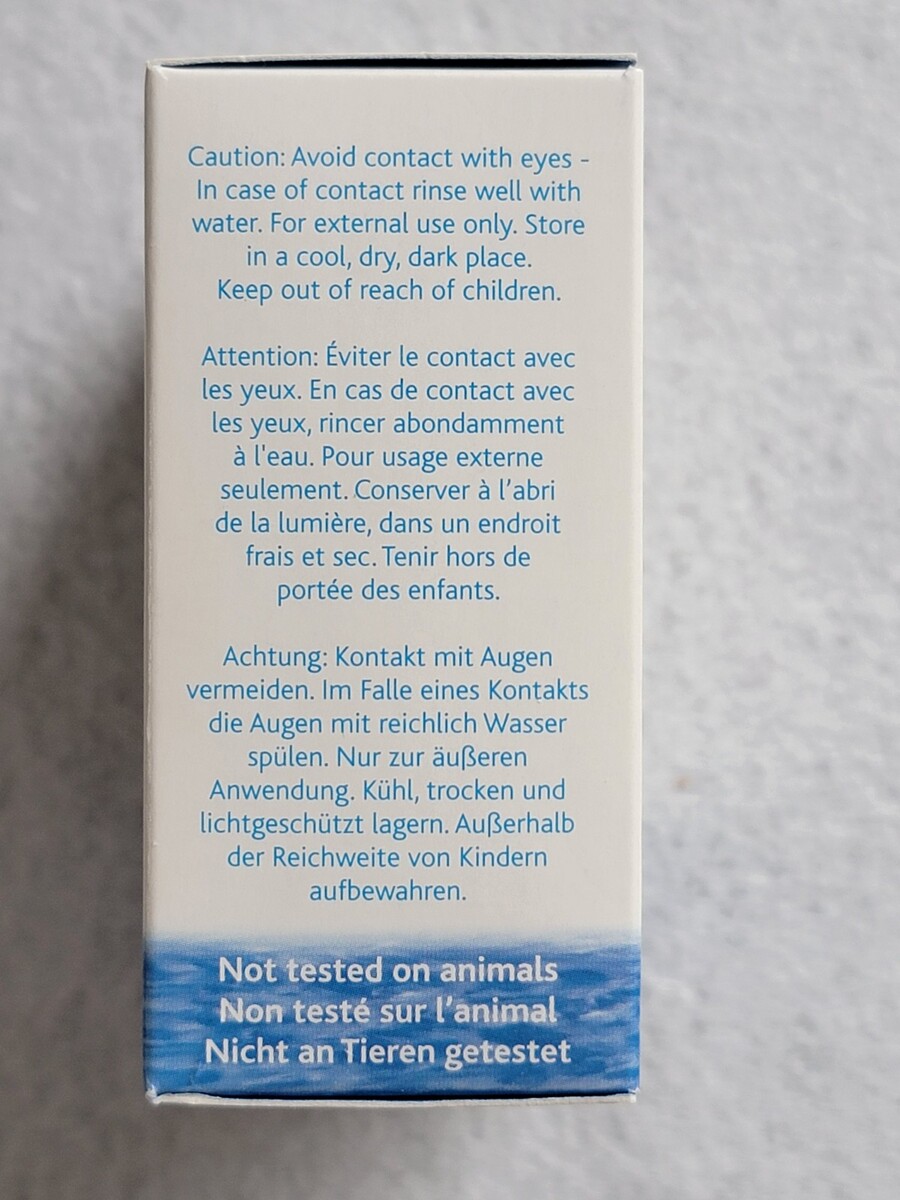 Caution: Avoid contact with eyes -
In case of contact rinse well with
water. For external use only. Store
in a cool, dry, dark place.
Keep out of reach of children.
Attention: Éviter le contact avec
les yeux. En cas de contact avec
les yeux, rincer abondamment
à l'eau. Pour usage externe
seulement. Conserver à l’abri
de la lumière, dans un endroit
frais et sec. Tenir hors de
portée des enfants.
Achtung: Kontakt mit Augen
vermeiden. Im Falle eines Kontakts
die Augen mit reichlich Wasser
spülen. Nur zur äußeren
Anwendung. Kühl, trocken und
lichtgeschützt lagern. Außerhalb
der Reichweite von Kindern
aufbewahren.
Not tested on animals
Non testé sur l’animal
Nicht an Tieren getestet